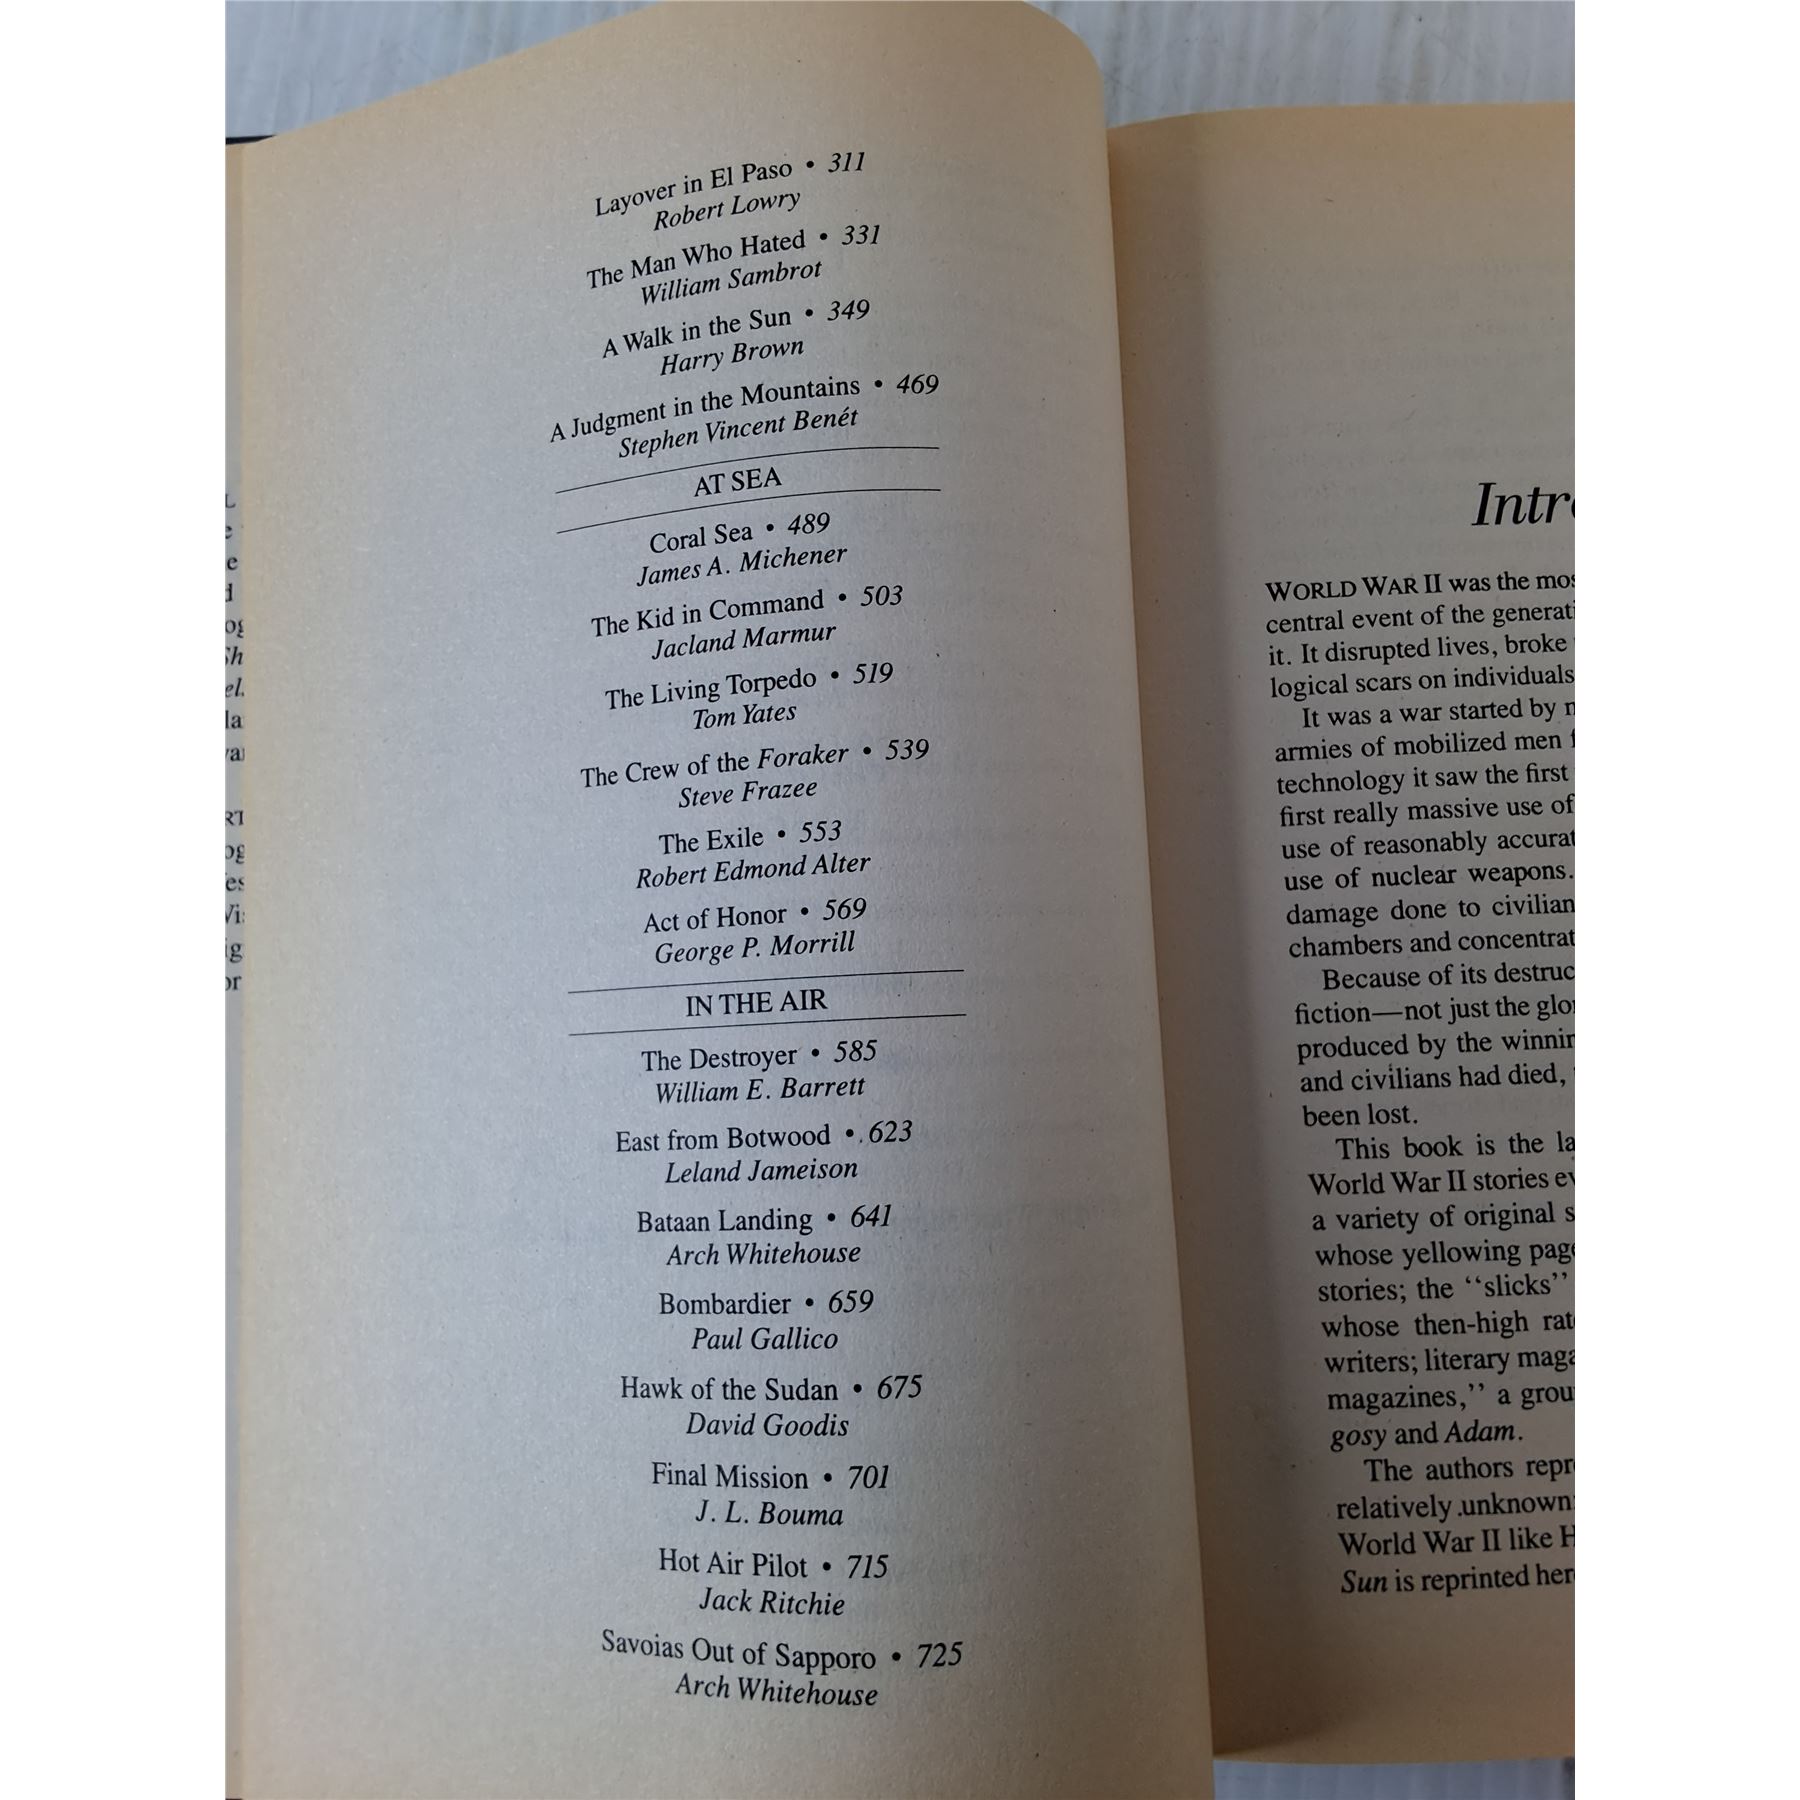 Layover in El Paso • 311
Robert Lowry
The Man Who Hated • 331
William Sambrot
A Walk in the Sun • 349
Harry Brown
A Judgment in the Mountains • 469
Stephen Vincent Benét
AT SEA
Coral Sea • 489
James A. Michener
The Kid in Command • 503
Jacland Marmur
The Living Torpedo • 519
Tom Yates
The Crew of the Foraker • 539
Steve Frazee
The Exile • 553
Robert Edmond Alter
Act of Honor • 569
George P. Morrill
IN THE AIR
The Destroyer • 585
William E. Barrett
East from Botwood • 623
Leland Jameison
Bataan Landing • 641
Arch Whitehouse
Bombardier • 659
Paul Gallico
Hawk of the Sudan • 675
David Goodis
Final Mission • 701
J. L. Bouma
Hot Air Pilot • 715
Jack Ritchie
Savoias Out of Sapporo • 725
Arch Whitehouse
Intro
WORLD WAR II was the mos
central event of the generati
it. It disrupted lives, broke
logical scars on individuals
It was a war started by
armies of mobilized men
technology it saw the first
first really massive use of
use of reasonably accurat
use of nuclear weapons.
damage done to civilian
chambers and concentrat
Because of its destruc
fiction—not just the glo
produced by the winnin
and civilians had died,
been lost.
This book is the la
World War II stories ev
a variety of original s
whose yellowing page
stories; the “slicks”
whose then-high rat
writers; literary maga
magazines,” a grou
gosy and Adam.
The authors repr
relatively unknown
World War II like H
Sun is reprinted her